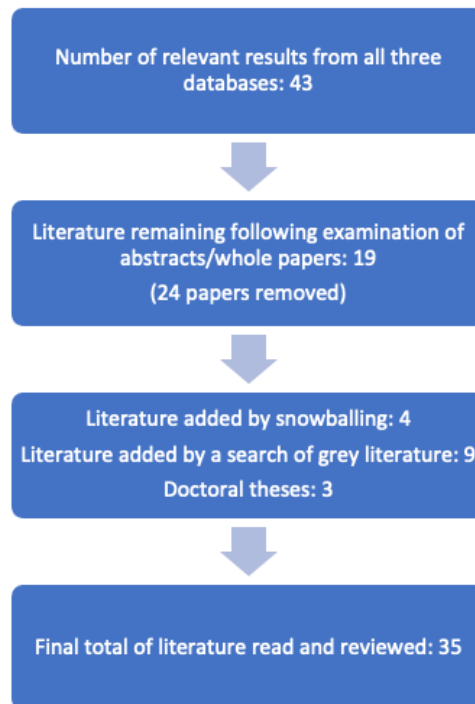 Number of relevant results from all three
databases: 43
Literature remaining following examination of
abstracts/whole papers: 19
(24 papers removed)
Literature added by snowballing: 4
Literature added by a search of grey literature: 9
Doctoral theses: 3
Final total of literature read and reviewed: 35